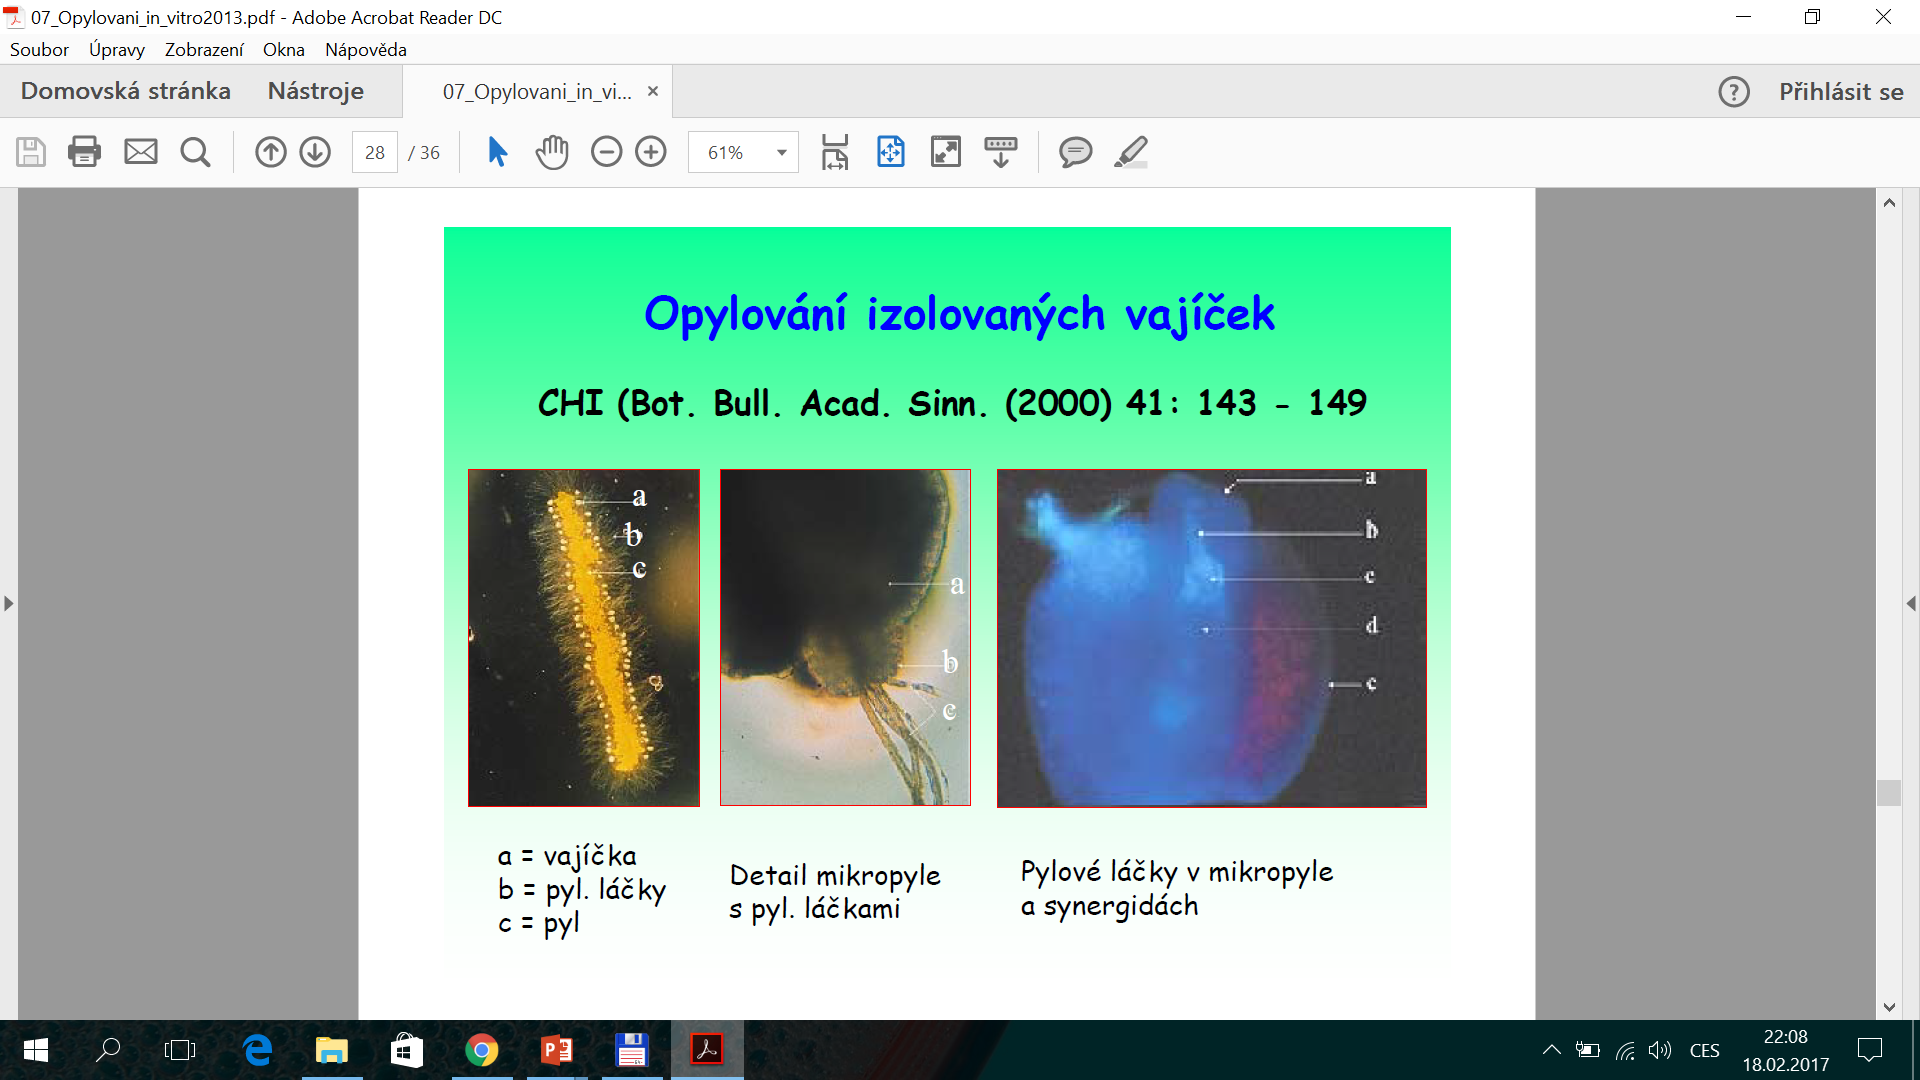 07_Opylovani_in_vitro2013.pdf - Adobe Acrobat Reader DC
Soubor Úpravy Zobrazení Okna Nápověda
Domovská stránka Nástroje 07_Opylovani_in_vi... × Přihlásit se
28 / 36 61%
Opylování izolovaných vajíček
CHI (Bot. Bull. Acad. Sinn. (2000) 41: 143 - 149
a
b
c
a
b
c
a
b
c
d
c
a = vajíčka
b = pyl. láčky
c = pyl
Detail mikropyle
s pyl. láčkami
Pylové láčky v mikropyle
a synergidách
CES
22:08
18.02.2017